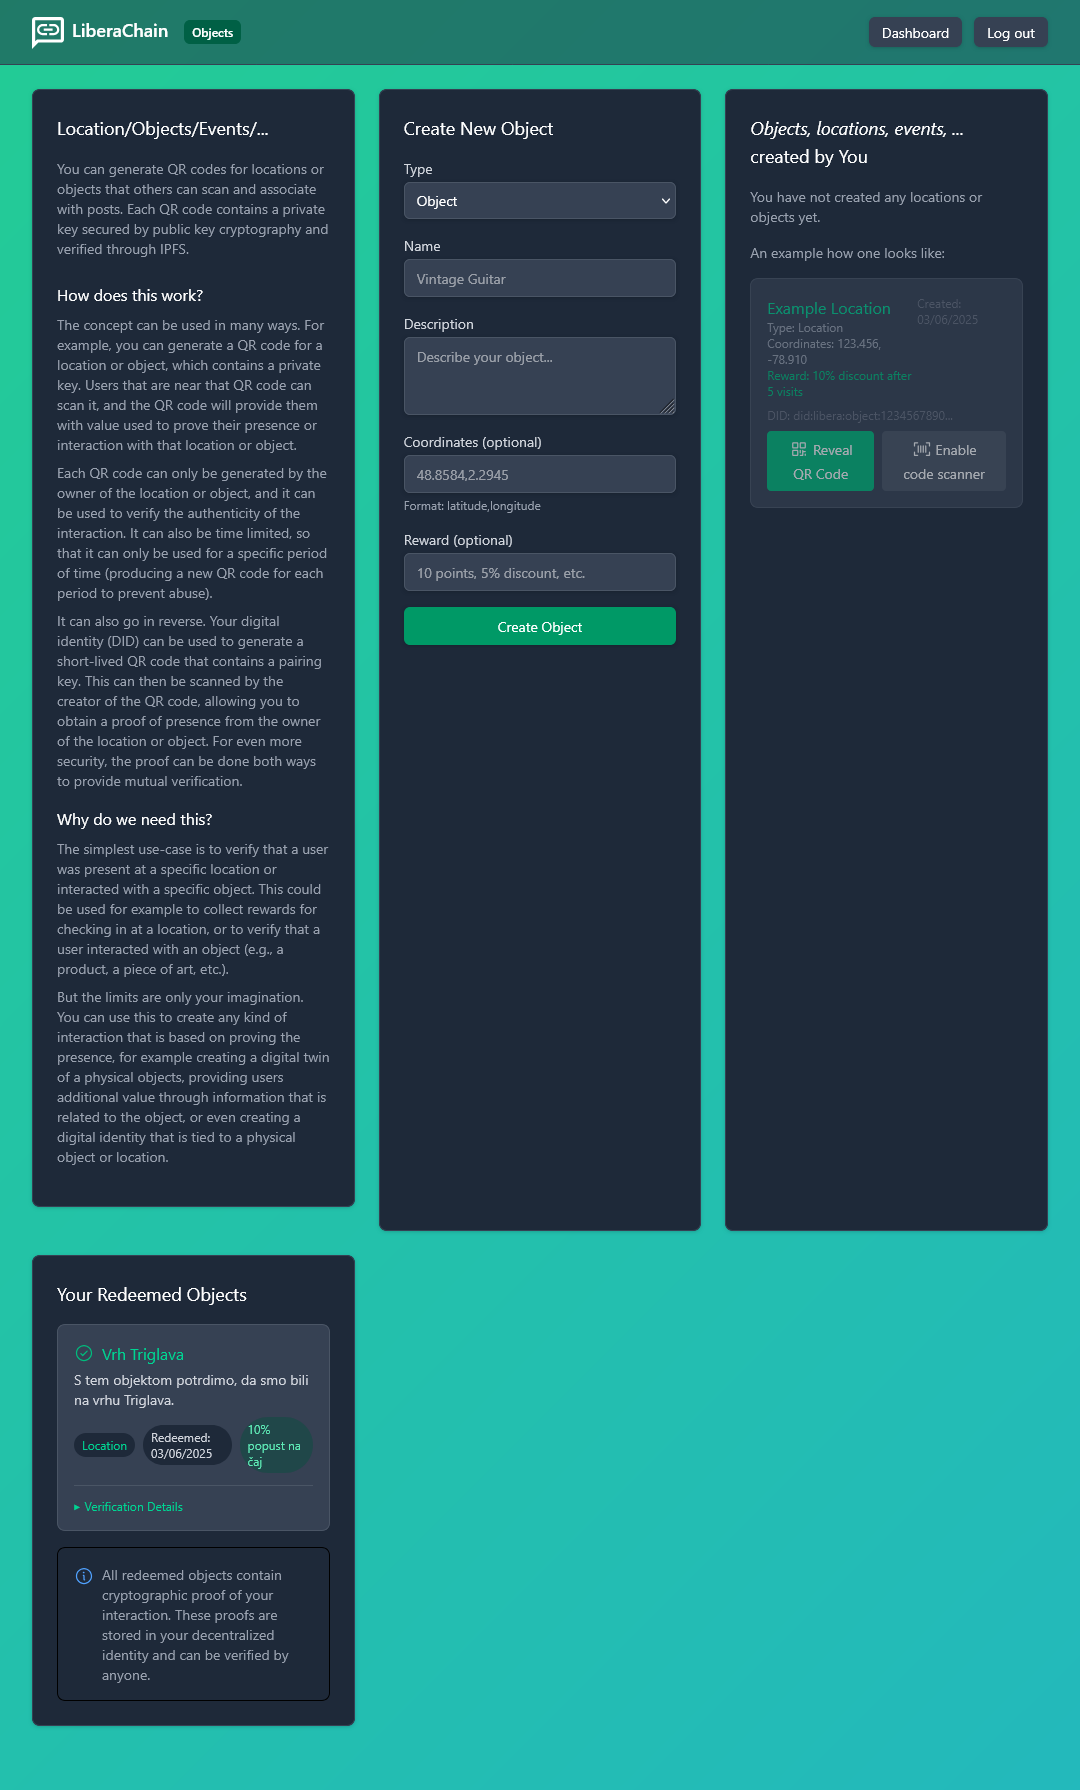 LiberaChain
Objects
Dashboard
Log out
Location/Objects/Events/...
You can generate QR codes for locations or
objects that others can scan and associate
with posts. Each QR code contains a private
key secured by public key cryptography and
verified through IPFS.
How does this work?
The concept can be used in many ways. For
example, you can generate a QR code for a
location or object, which contains a private
key. Users that are near that QR code can
scan it, and the QR code will provide them
with value used to prove their presence or
interaction with that location or object.
Each QR code can only be generated by the
owner of the location or object, and it can
be used to verify the authenticity of the
interaction. It can also be time limited, so
that it can only be used for a specific period
of time (producing a new QR code for each
period to prevent abuse).
It can also go in reverse. Your digital
identity (DID) can be used to generate a
short-lived QR code that contains a pairing
key. This can then be scanned by the
creator of the QR code, allowing you to
obtain a proof of presence from the owner
of the location or object. For even more
security, the proof can be done both ways
to provide mutual verification.
Why do we need this?
The simplest use-case is to verify that a user
was present at a specific location or
interacted with a specific object. This could
be used for example to collect rewards for
checking in at a location, or to verify that a
user interacted with an object (e.g., a
product, a piece of art, etc.).
But the limits are only your imagination.
You can use this to create any kind of
interaction that is based on proving the
presence, for example creating a digital twin
of a physical objects, providing users
additional value through information that is
related to the object, or even creating a
digital identity that is tied to a physical
object or location.
Create New Object
Type
Object
Name
Vintage Guitar
Description
Describe your object...
Coordinates (optional)
48.8584,2.2945
Format: latitude,longitude
Reward (optional)
10 points, 5% discount, etc.
Create Object
Objects, locations, events, ...
created by You
You have not created any locations or
objects yet.
An example how one looks like:
Example Location
Type: Location
Coordinates: 123.456,
-78.910
Reward: 10% discount after
5 visits
Created:
03/06/2025
DID: did:libera:object:1234567890...
Reveal
QR Code
Enable
code scanner
Your Redeemed Objects
Vrh Triglava
S tem objektom potrdimo, da smo bili
na vrhu Triglava.
Location
Redeemed:
03/06/2025
10%
popust na
čaj
▸ Verification Details
All redeemed objects contain
cryptographic proof of your
interaction. These proofs are
stored in your decentralized
identity and can be verified by
anyone.